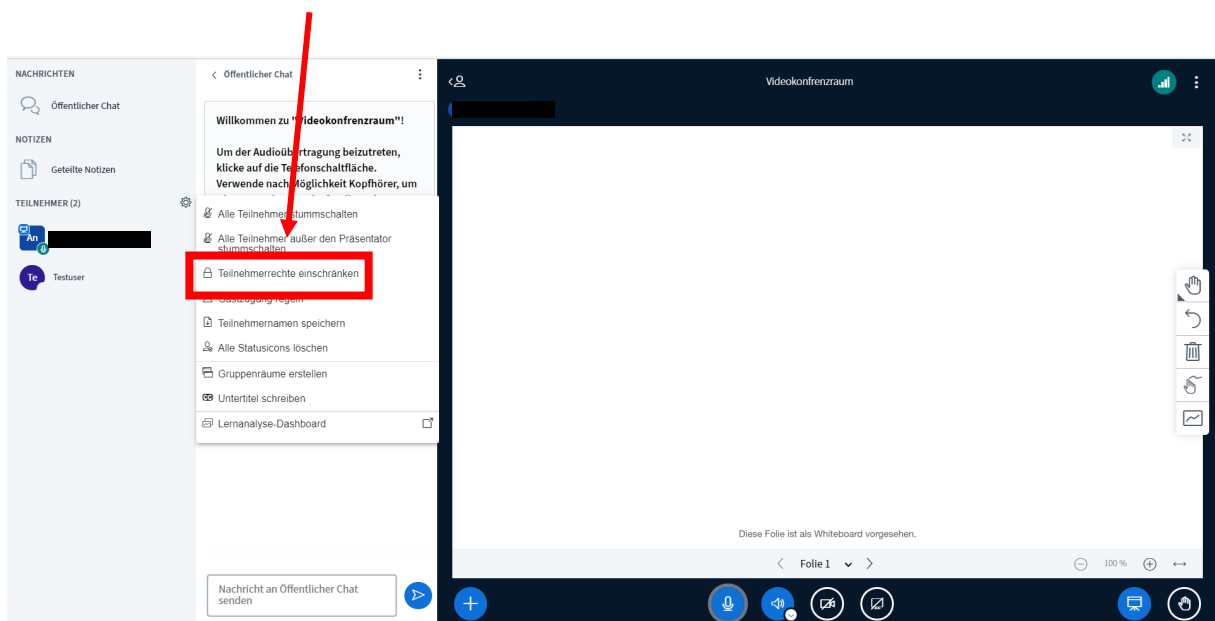 NACHRICHTEN
Öffentlicher Chat
NOTIZEN
Geteilte Notizen
TEILNEHMER (2)
An
Te
Testuser
Öffentlicher Chat
Willkommen zu "Videokonfrenzraum"!
Um der Audioübertragung beizutreten,
klicke auf die Telefonschaltfläche.
Verwende nach Möglichkeit Kopfhörer, um
Alle Teilnehmer stummschalten
Alle Teilnehmer außer den Präsentator
stummschalten
Teilnehmerrechte einschränken
Gastzugang regeln
Teilnehmernamen speichern
Alle Statusicons löschen
Gruppenräume erstellen
Untertitel schreiben
Lernanalyse-Dashboard
Nachricht an Öffentlicher Chat
senden
Videokonfrenzraum
Diese Folie ist als Whiteboard vorgesehen.
Folie 1
100 %